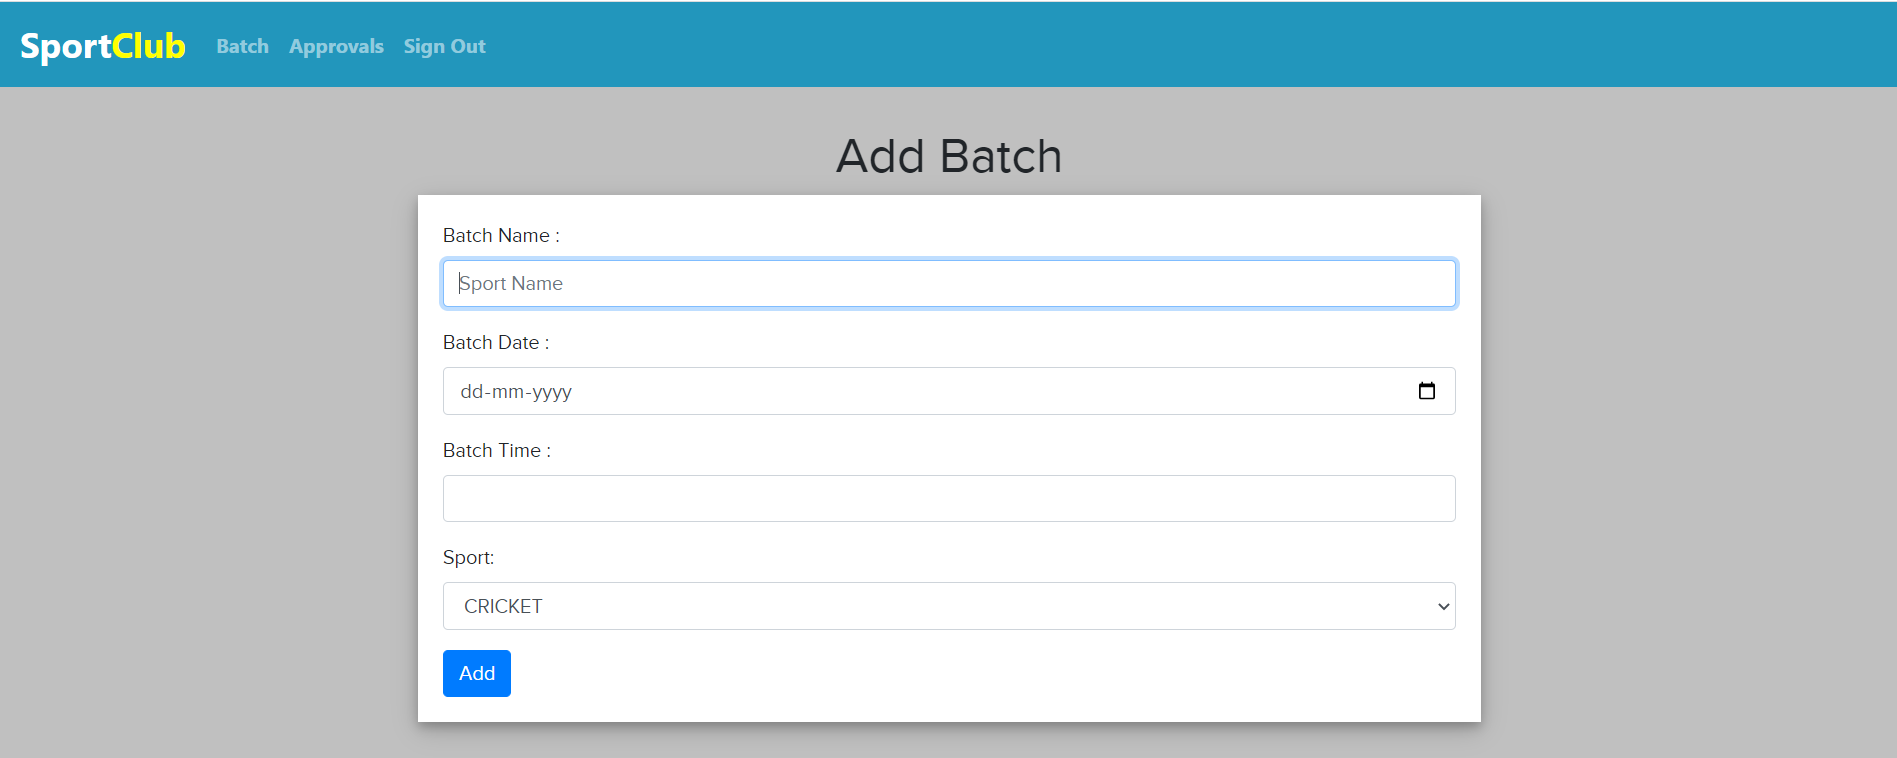 SportClub Batch Approvals Sign Out
Add Batch
Batch Name :
Sport Name
Batch Date :
dd-mm-yyyy
Batch Time :
Sport:
CRICKET
Add